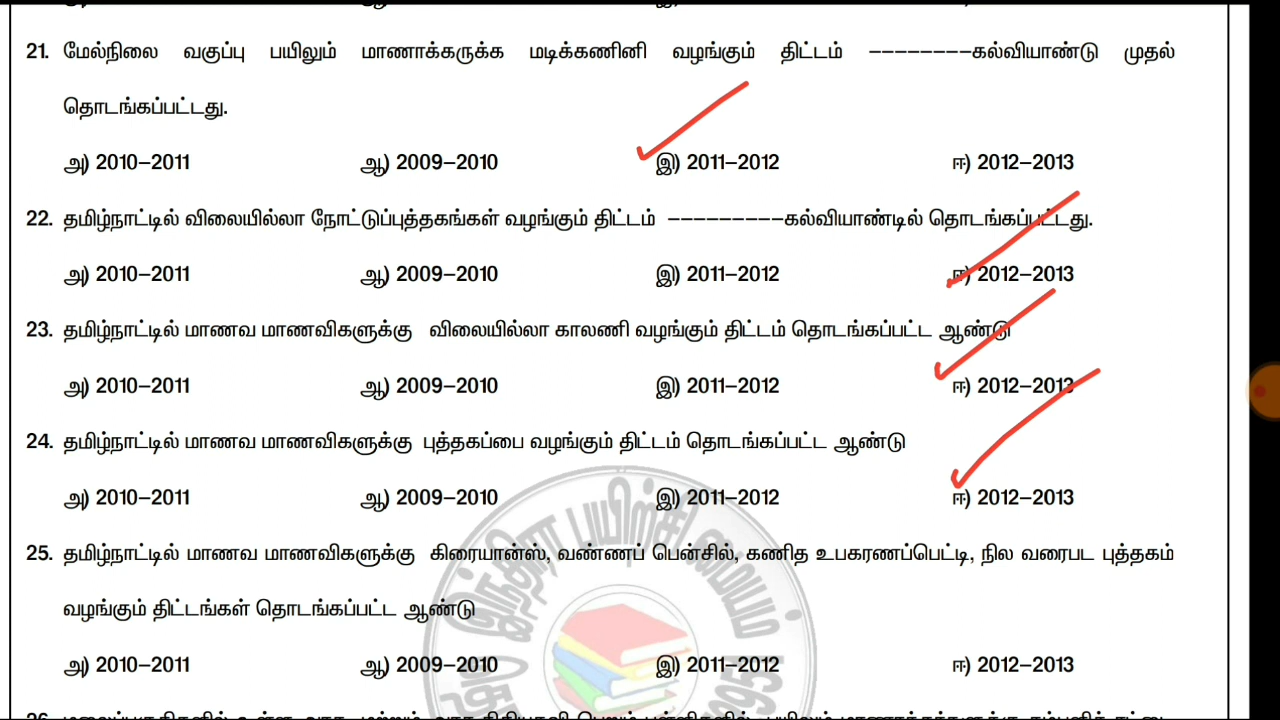 21. மேல்நிலை வகுப்பு பயிலும் மாணாக்கருக்க மடிக்கணினி வழங்கும் திட்டம் --------கல்வியாண்டு முதல்
தொடங்கப்பட்டது.
அ) 2010–2011 ஆ) 2009–2010 இ) 2011–2012 ஈ) 2012–2013
22. தமிழ்நாட்டில் விலையில்லா நோட்டுப்புத்தகங்கள் வழங்கும் திட்டம் ---------கல்வியாண்டில் தொடங்கப்பட்டது.
அ) 2010–2011 ஆ) 2009–2010 இ) 2011–2012 ஈ) 2012–2013
23. தமிழ்நாட்டில் மாணவ மாணவிகளுக்கு விலையில்லா காலணி வழங்கும் திட்டம் தொடங்கப்பட்ட ஆண்டு
அ) 2010–2011 ஆ) 2009–2010 இ) 2011–2012 ஈ) 2012–2013
24. தமிழ்நாட்டில் மாணவ மாணவிகளுக்கு புத்தகப்பை வழங்கும் திட்டம் தொடங்கப்பட்ட ஆண்டு
அ) 2010–2011 ஆ) 2009–2010 இ) 2011–2012 ஈ) 2012–2013
25. தமிழ்நாட்டில் மாணவ மாணவிகளுக்கு கிரையான்ஸ், வண்ணப் பென்சில், கணித உபகரணப்பெட்டி, நில வரைபட புத்தகம்
வழங்கும் திட்டங்கள் தொடங்கப்பட்ட ஆண்டு
அ) 2010–2011 ஆ) 2009–2010 இ) 2011–2012 ஈ) 2012–2013
பயிற்சி மையம்